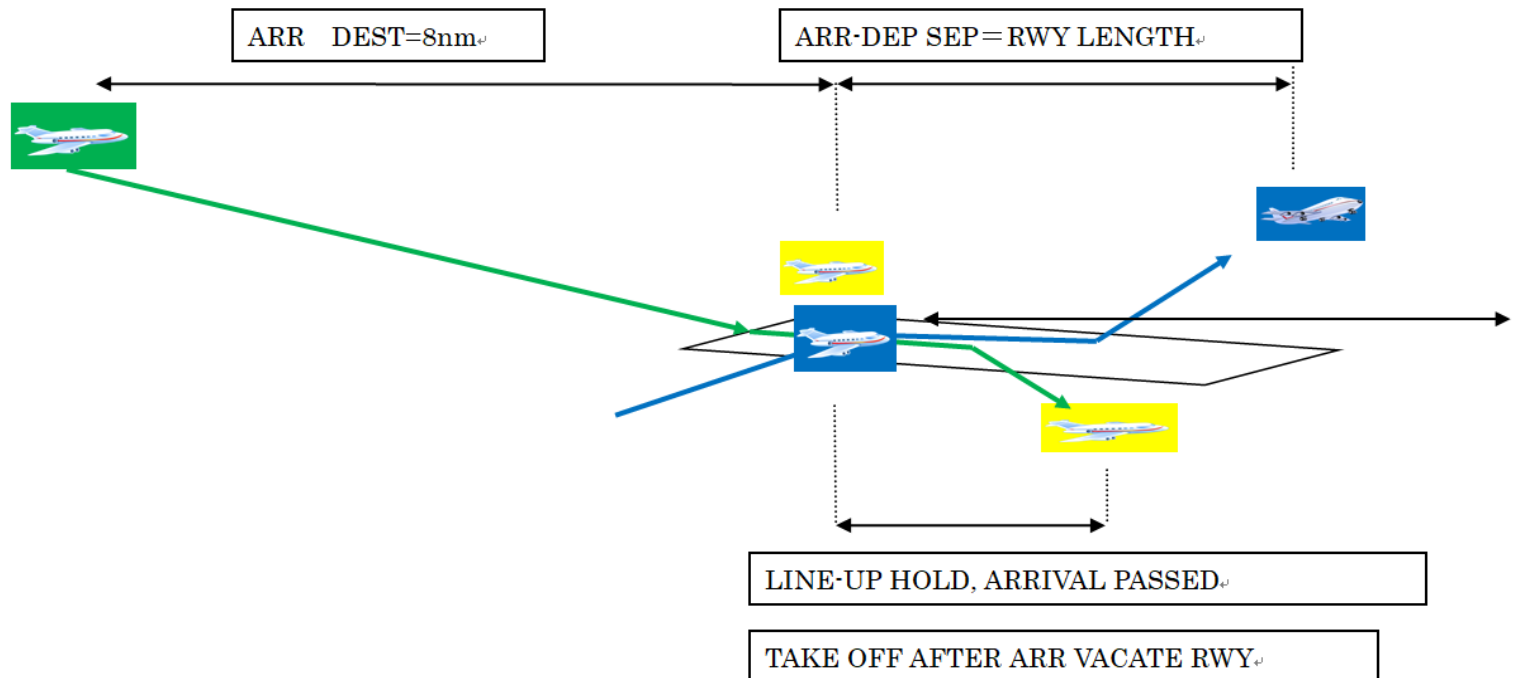 ARR DEST=8nm↵
ARR-DEP SEP＝RWY LENGTH↵
LINE-UP HOLD, ARRIVAL PASSED↵
TAKE OFF AFTER ARR VACATE RWY↵